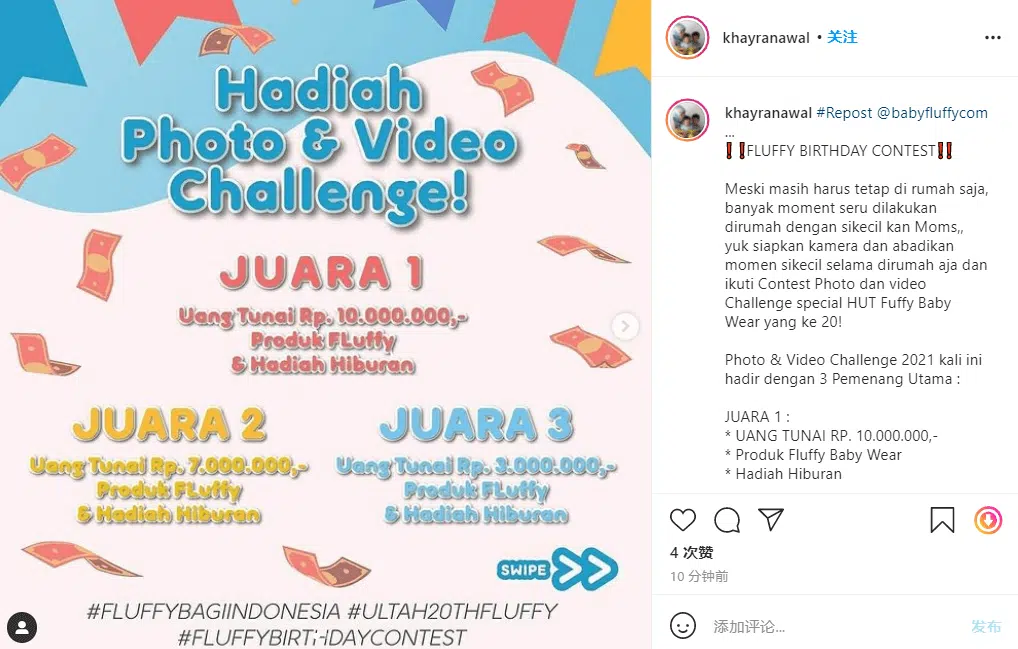 Hadiah
Photo & Video
Challenge!
JUARA 1
Uang Tunai Rp. 10.000.000,-
Produk FLuffy
& Hadiah Hiburan
JUARA 2
Uang Tunai Rp. 7.000.000,-
Produk FLuffy
& Hadiah Hiburan
JUARA 3
Uang Tunai Rp. 3.000.000,-
Produk FLuffy
& Hadiah Hiburan
SWIPE
#FLUFFYBAGIINDONESIA #ULTAH20THFLUFFY
#FLUFFYBIRTHDAYCONTEST
khayranawal • 关注
khayranawal #Repost @babyfluffycom
...
❗❗FLUFFY BIRTHDAY CONTEST‼️
Meski masih harus tetap di rumah saja,
banyak moment seru dilakukan
dirumah dengan sikecil kan Moms,,
yuk siapkan kamera dan abadikan
momen sikecil selama dirumah aja dan
ikuti Contest Photo dan video
Challenge special HUT Fuffy Baby
Wear yang ke 20!
Photo & Video Challenge 2021 kali ini
hadir dengan 3 Pemenang Utama :
JUARA 1 :
* UANG TUNAI RP. 10.000.000,-
* Produk Fluffy Baby Wear
* Hadiah Hiburan
4 次赞
10 分钟前
添加评论...
发布